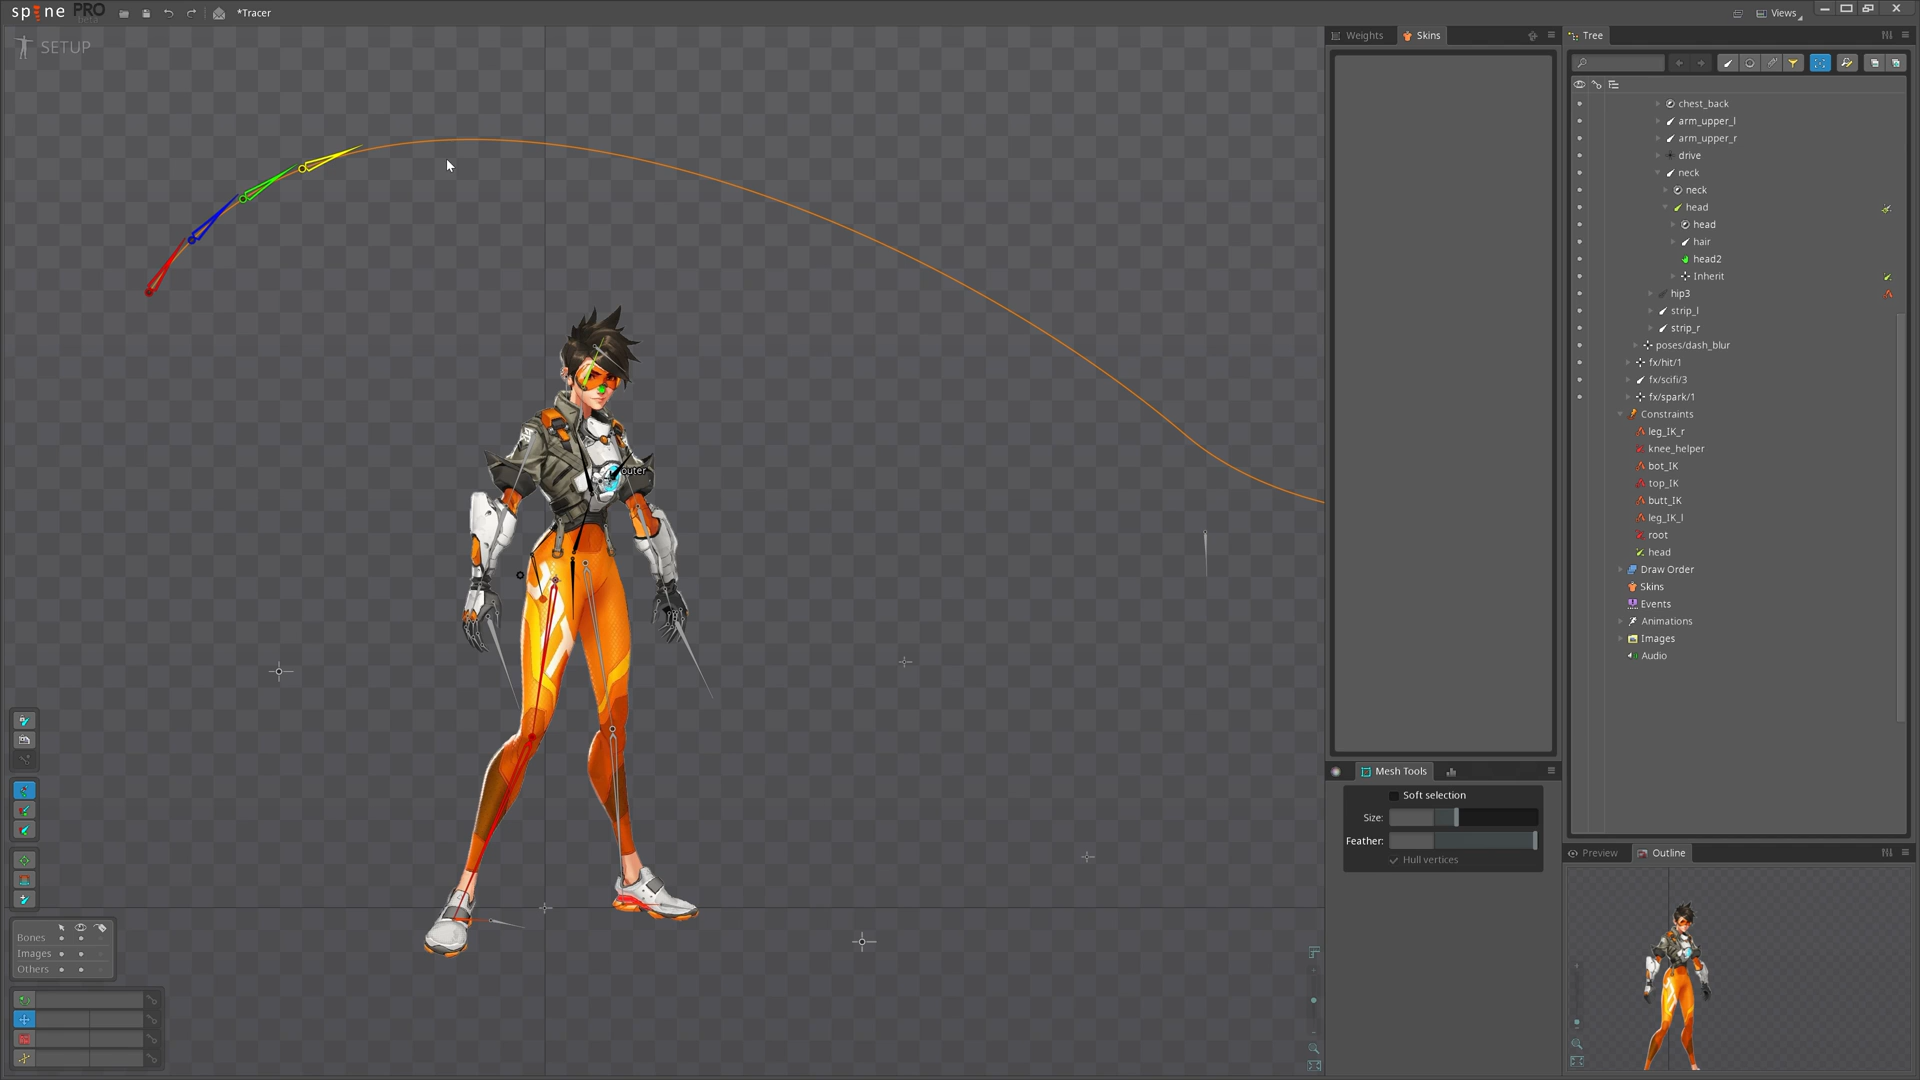 spine PRO
beta
*Tracer
Views
SETUP
Weights
Skins
Tree
chest_back
arm_upper_l
arm_upper_r
drive
neck
neck
head
head
hair
head2
Inherit
hip3
strip_l
strip_r
poses/dash_blur
fx/hit/1
fx/scifi/3
fx/spark/1
Constraints
leg_IK_r
knee_helper
bot_IK
top_IK
butt_IK
leg_IK_l
root
head
Draw Order
Skins
Events
Animations
Images
Audio
outer
Mesh Tools
Soft selection
Size:
Feather:
Hull vertices
Preview
Outline
Bones
Images
Others